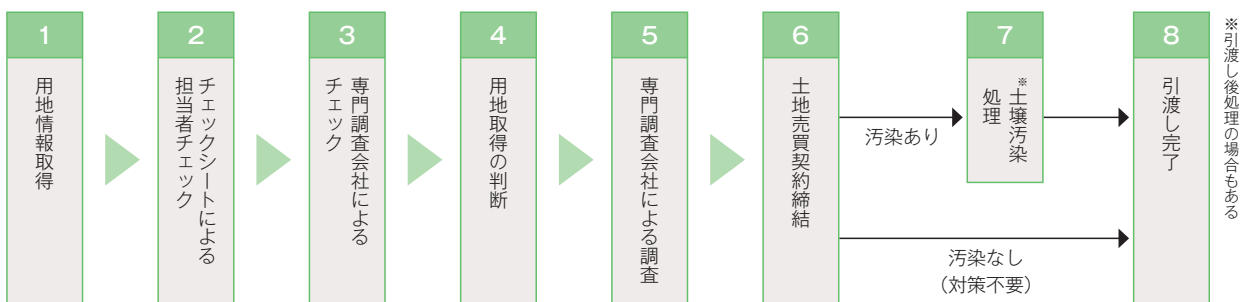 1
用地情報取得
2
チェックシートによる
担当者チェック
3
専門調査会社による
チェック
4
用地取得の判断
5
専門調査会社による調査
6
土地売買契約締結
汚染あり
7
※土壌汚染
処理
汚染なし
（対策不要）
8
引渡し完了
※引渡し後処理の場合もある